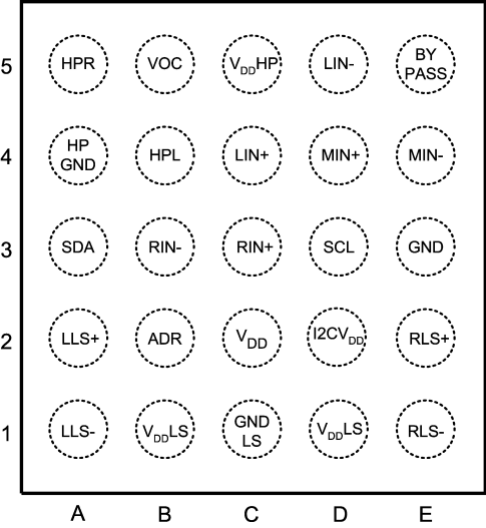 5 HPR VOC VDDHP LIN- BY PASS
4 HP GND HPL LIN+ MIN+ MIN-
3 SDA RIN- RIN+ SCL GND
2 LLS+ ADR VDD I2CVDD RLS+
1 LLS- VDDLS GND LS VDDLS RLS-
A B C D E